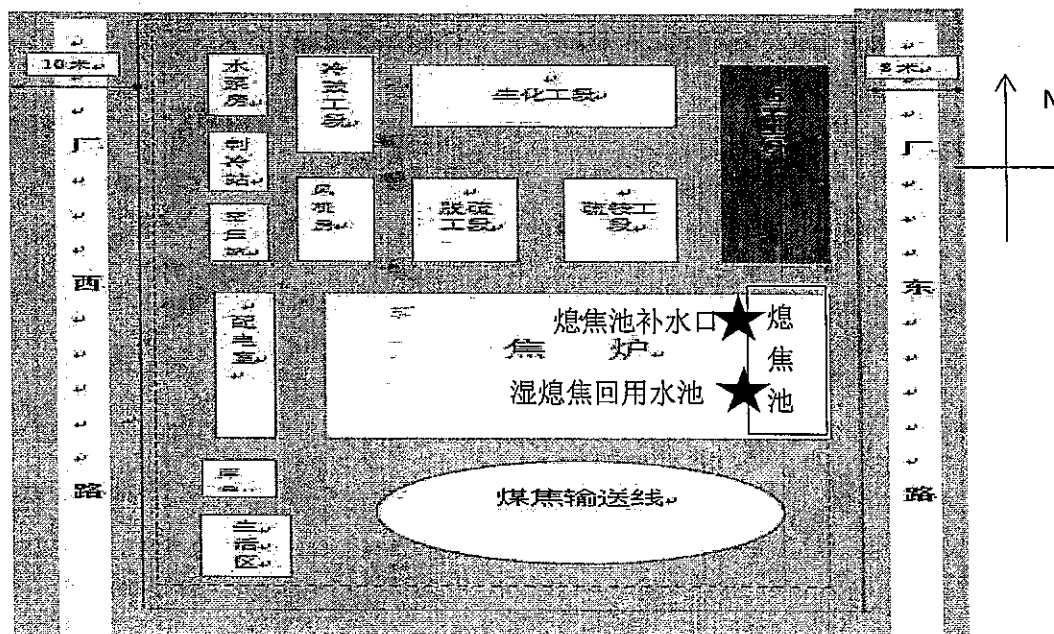 10米
8米
N
厂西路
厂东路
水泵房
冷鼓工段
生化工段
制冷站
风机房
脱硫工段
硫铵工段
配电室
熄焦池补水口
焦炉
湿熄焦回用水池
熄焦池
煤焦输送线
生活区